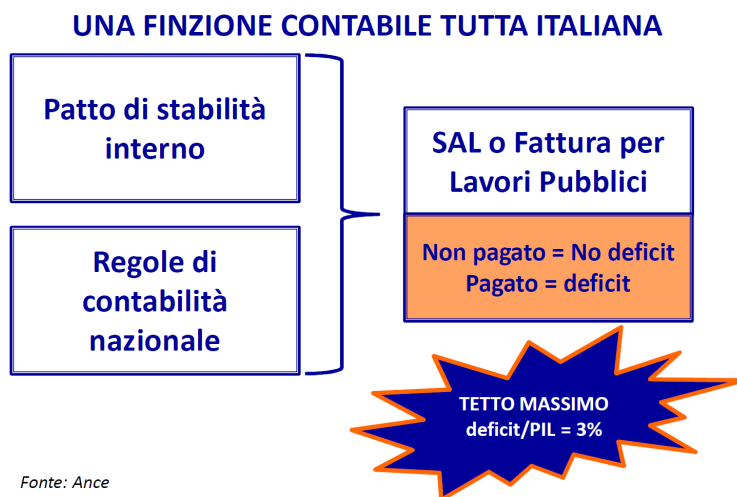 UNA FINZIONE CONTABILE TUTTA ITALIANA
Patto di stabilità
interno
Regole di
contabilità
nazionale
SAL o Fattura per
Lavori Pubblici
Non pagato = No deficit
Pagato = deficit
TETTO MASSIMO
deficit/PIL = 3%
Fonte: Ance